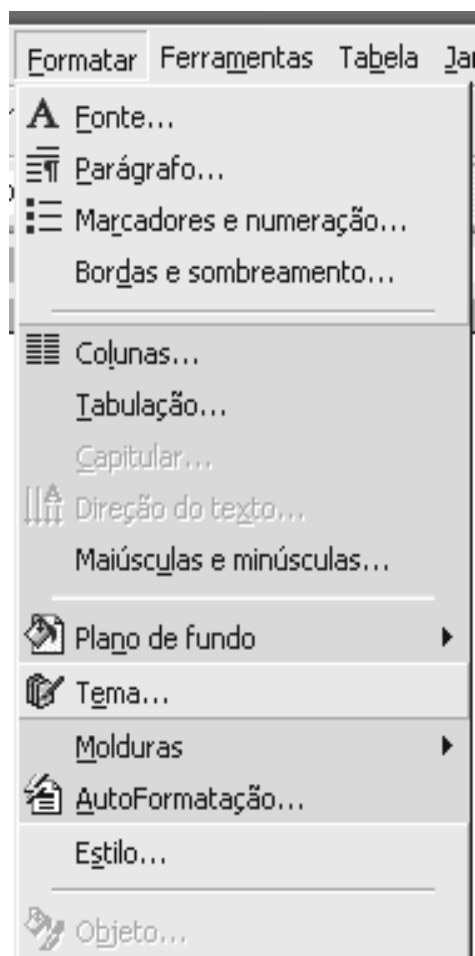 Formatar Ferramentas Tabela Ja
Fonte...
Parágrafo...
Marcadores e numeração...
Bordas e sombreamento...
Colunas...
Tabulação...
Capitular...
Direção do texto...
Maiúsculas e minúsculas...
Plano de fundo
Tema...
Molduras
AutoFormatação...
Estilo...
Objeto...